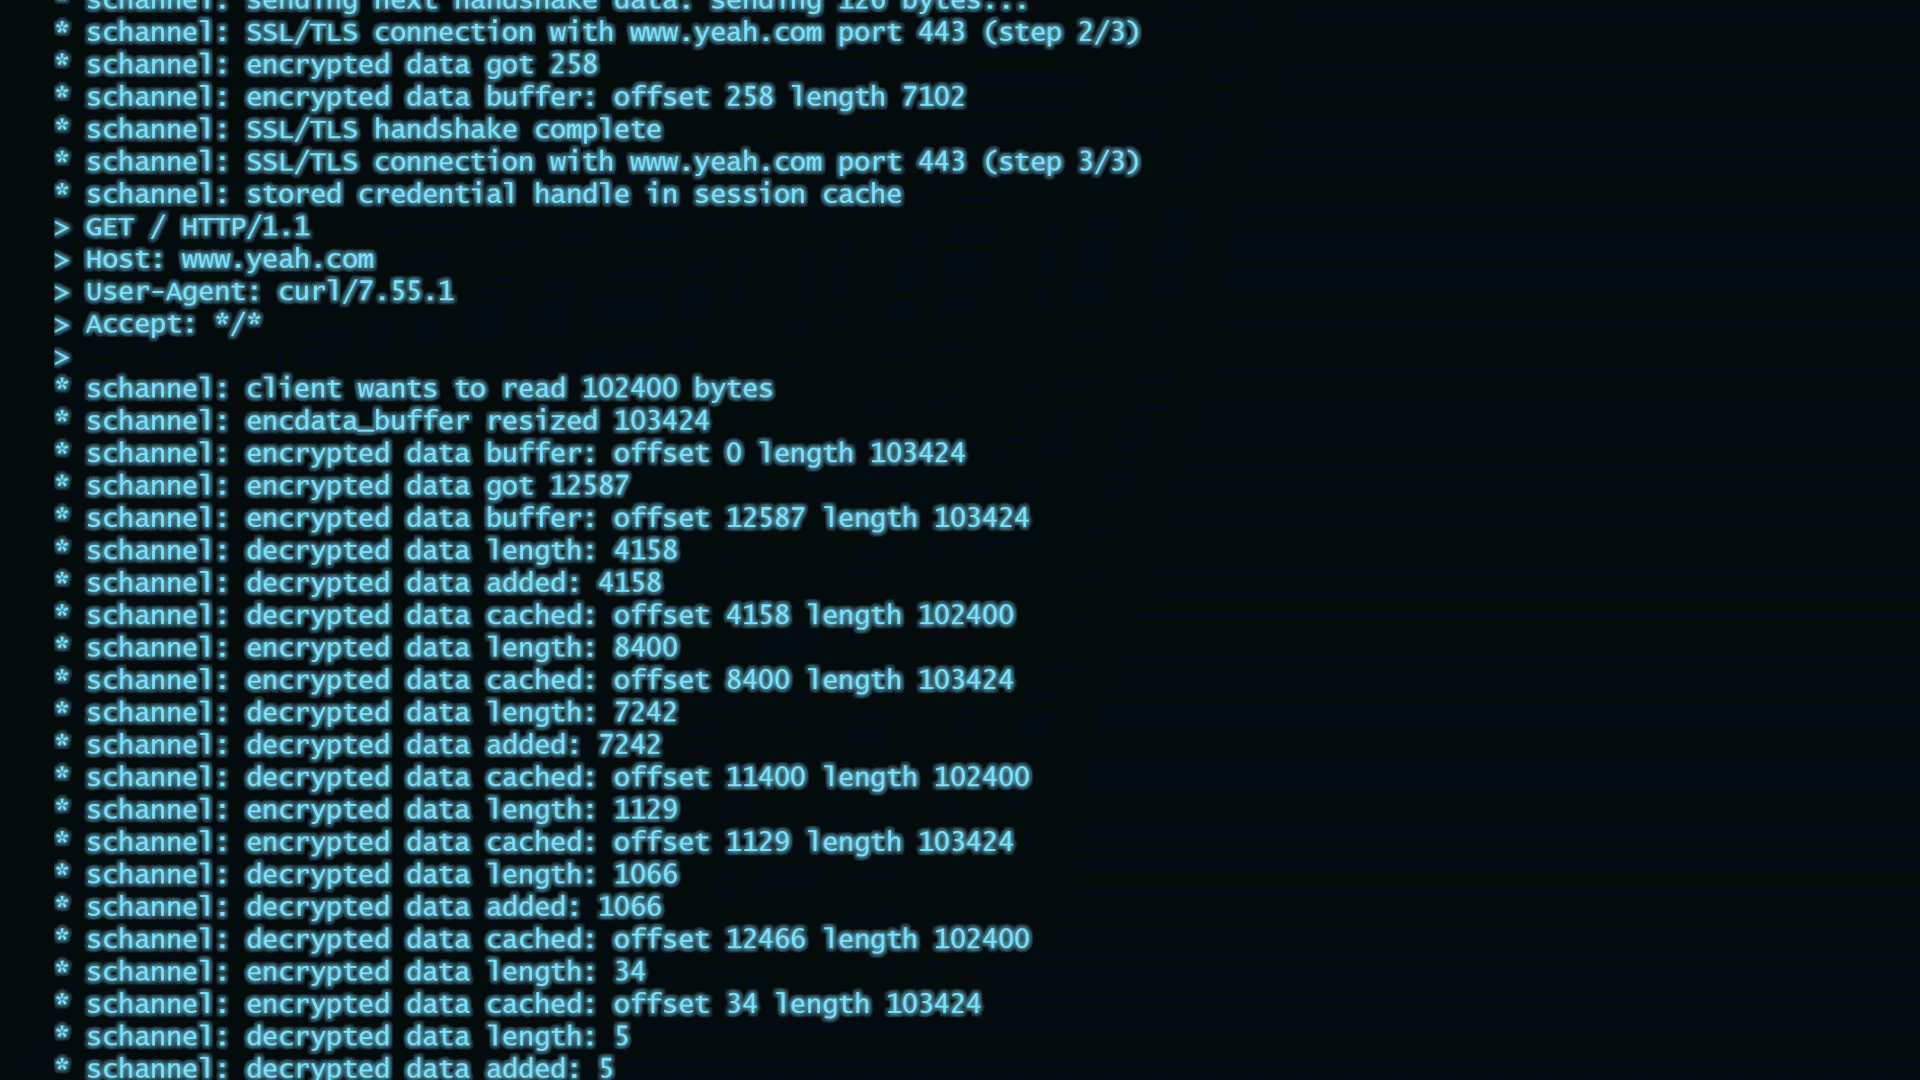 * schannel: sending next handshake data: sending 126 bytes...
* schannel: SSL/TLS connection with www.yeah.com port 443 (step 2/3)
* schannel: encrypted data got 258
* schannel: encrypted data buffer: offset 258 length 7102
* schannel: SSL/TLS handshake complete
* schannel: SSL/TLS connection with www.yeah.com port 443 (step 3/3)
* schannel: stored credential handle in session cache
> GET / HTTP/1.1
> Host: www.yeah.com
> User-Agent: curl/7.55.1
> Accept: */*
>
* schannel: client wants to read 102400 bytes
* schannel: encdata_buffer resized 103424
* schannel: encrypted data buffer: offset 0 length 103424
* schannel: encrypted data got 12587
* schannel: encrypted data buffer: offset 12587 length 103424
* schannel: decrypted data length: 4158
* schannel: decrypted data added: 4158
* schannel: decrypted data cached: offset 4158 length 102400
* schannel: encrypted data length: 8400
* schannel: encrypted data cached: offset 8400 length 103424
* schannel: decrypted data length: 7242
* schannel: decrypted data added: 7242
* schannel: decrypted data cached: offset 11400 length 102400
* schannel: encrypted data length: 1129
* schannel: encrypted data cached: offset 1129 length 103424
* schannel: decrypted data length: 1066
* schannel: decrypted data added: 1066
* schannel: decrypted data cached: offset 12466 length 102400
* schannel: encrypted data length: 34
* schannel: encrypted data cached: offset 34 length 103424
* schannel: decrypted data length: 5
* schannel: decrypted data added: 5